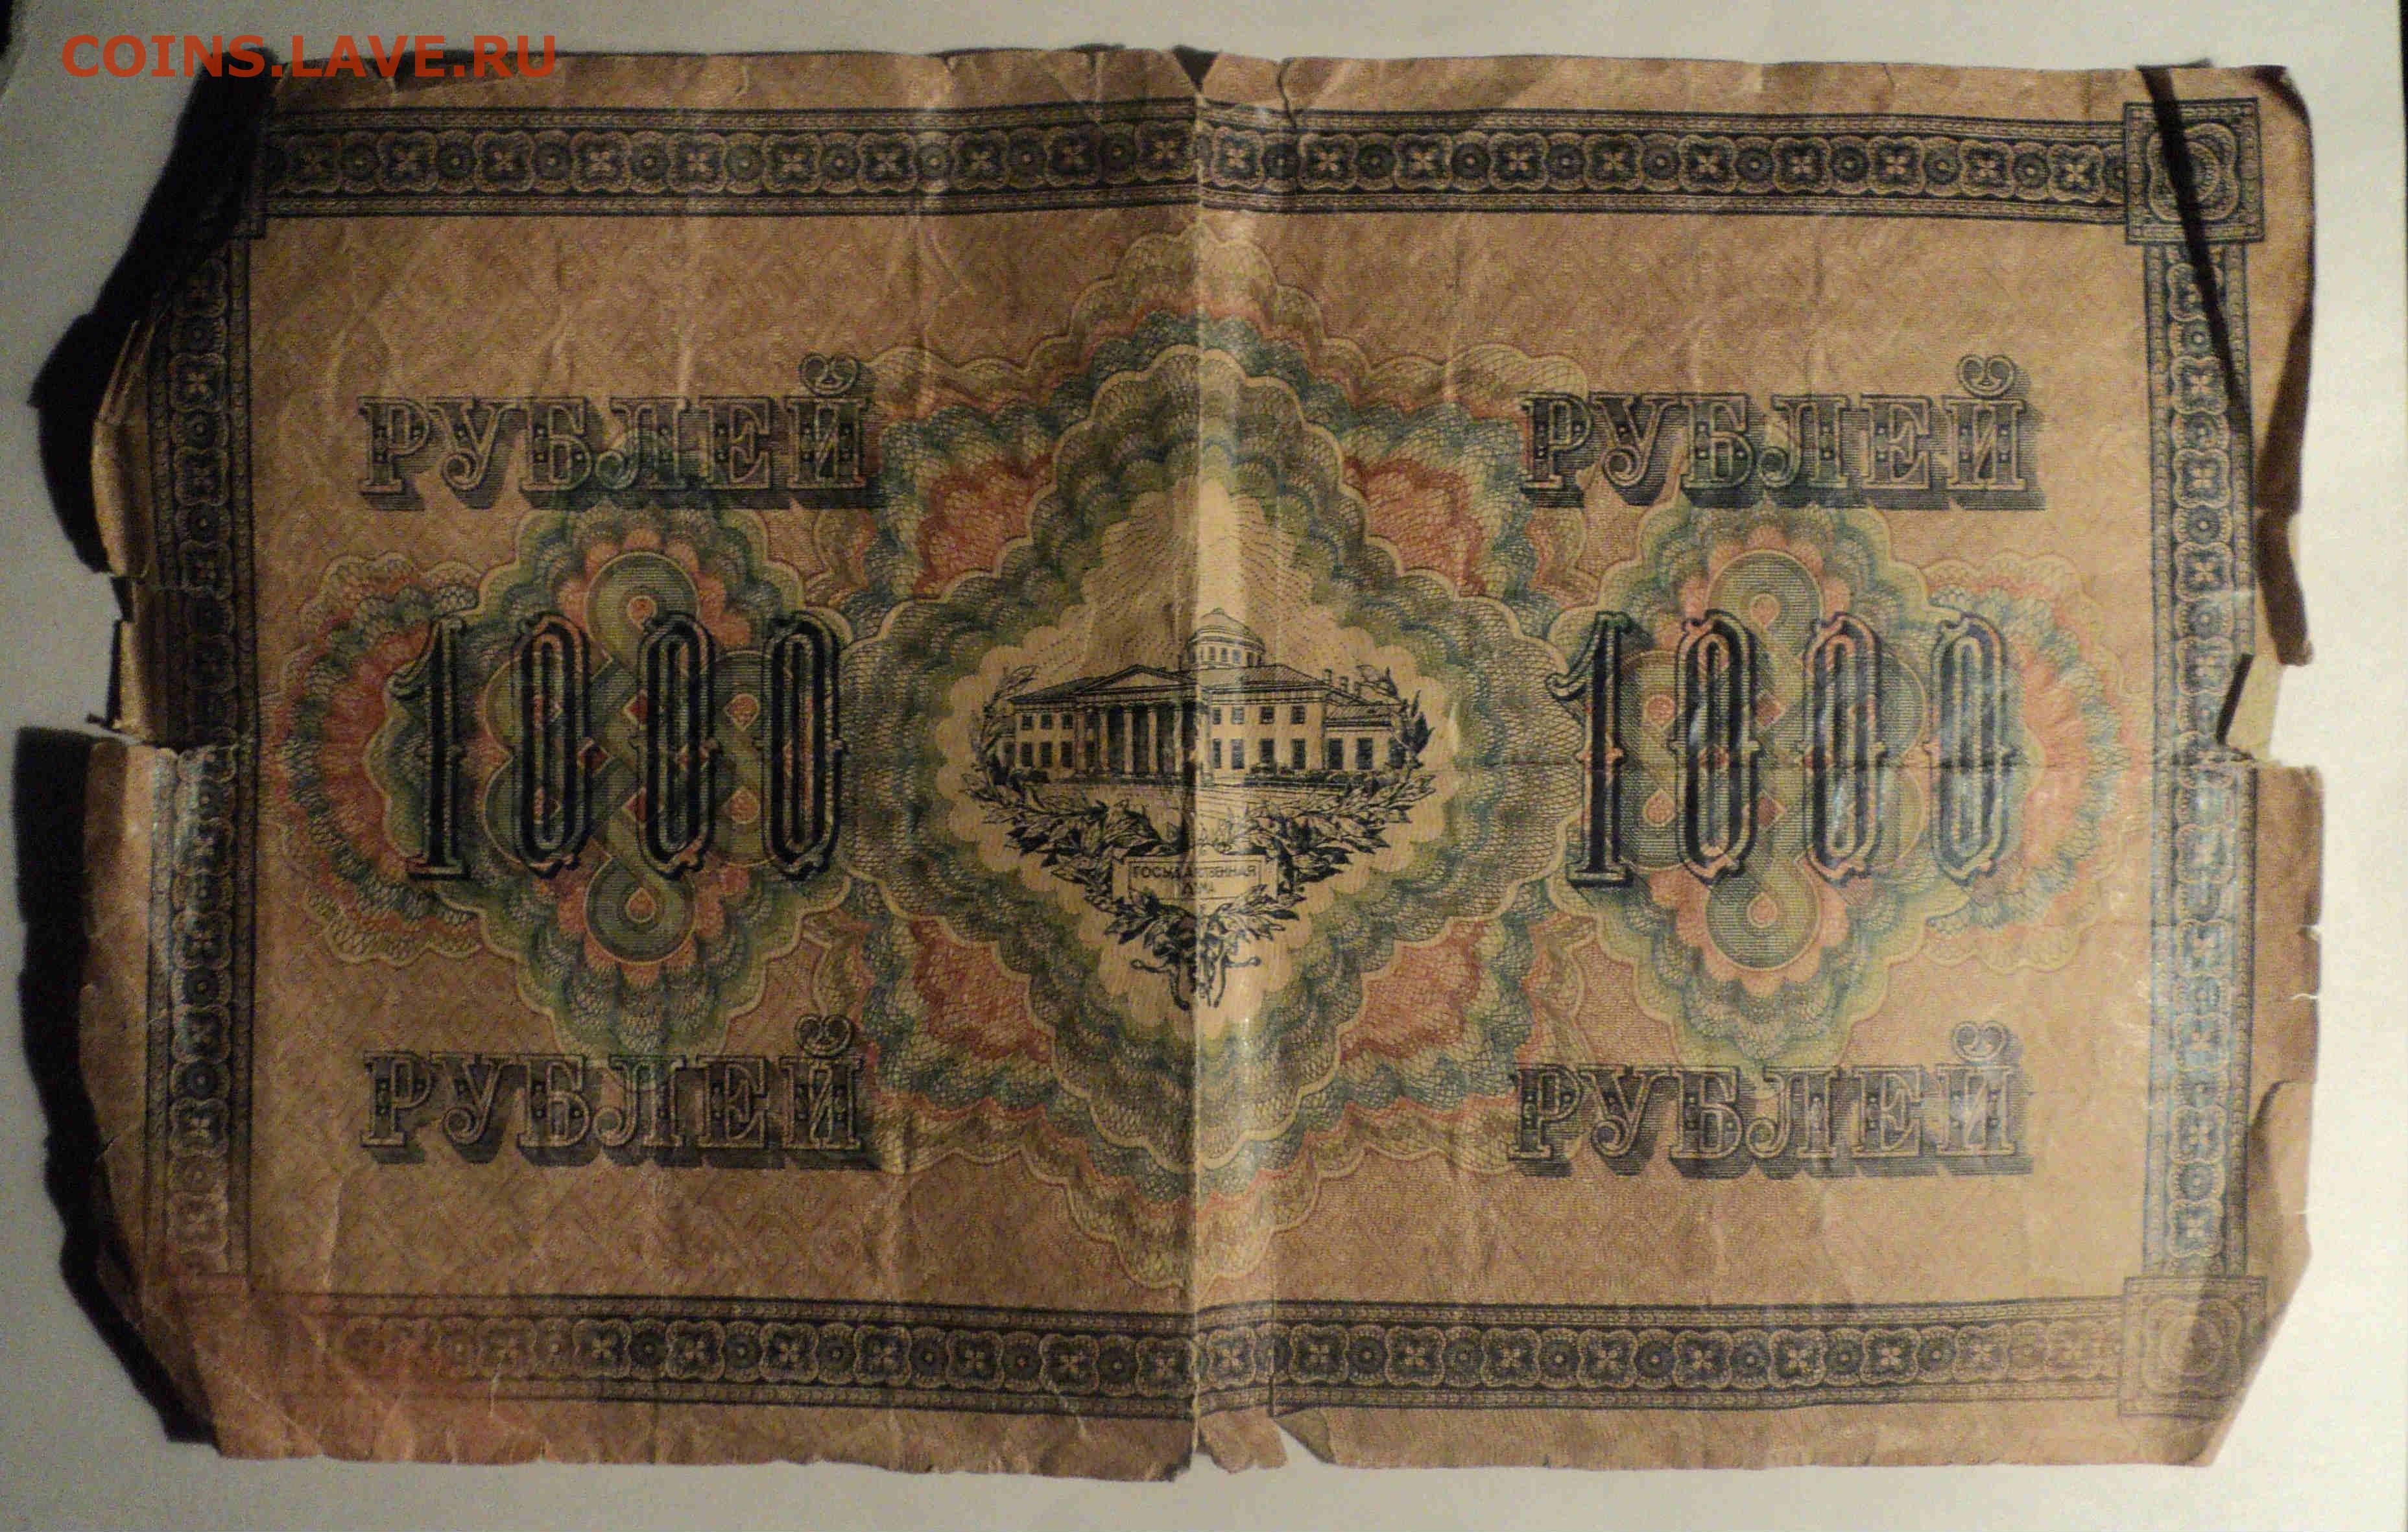 COINS.LAVE.RU
РУБЛЕЙ РУБЛЕЙ
1000 1000
ГОСУДАРСТВЕННАЯ
ДУМА
РУБЛЕЙ РУБЛЕЙ